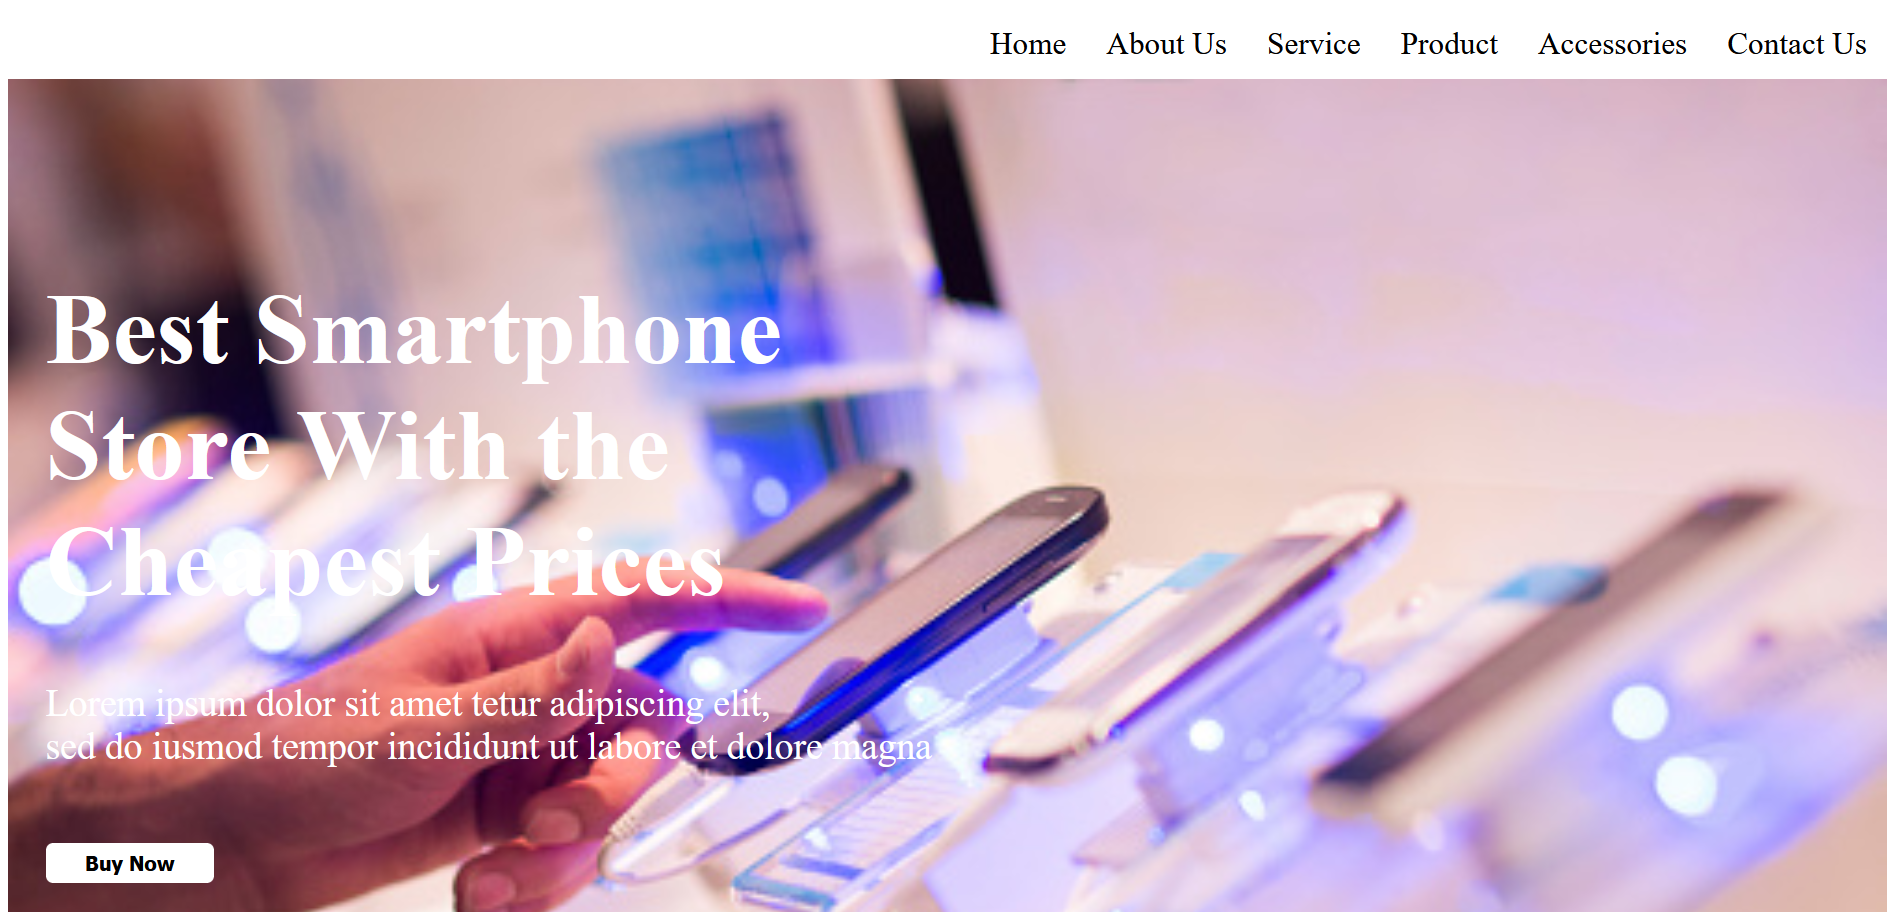 Home About Us Service Product Accessories Contact Us
Best Smartphone
Store With the
Cheapest Prices
Lorem ipsum dolor sit amet tetur adipiscing elit,
sed do iusmod tempor incididunt ut labore et dolore magna
Buy Now